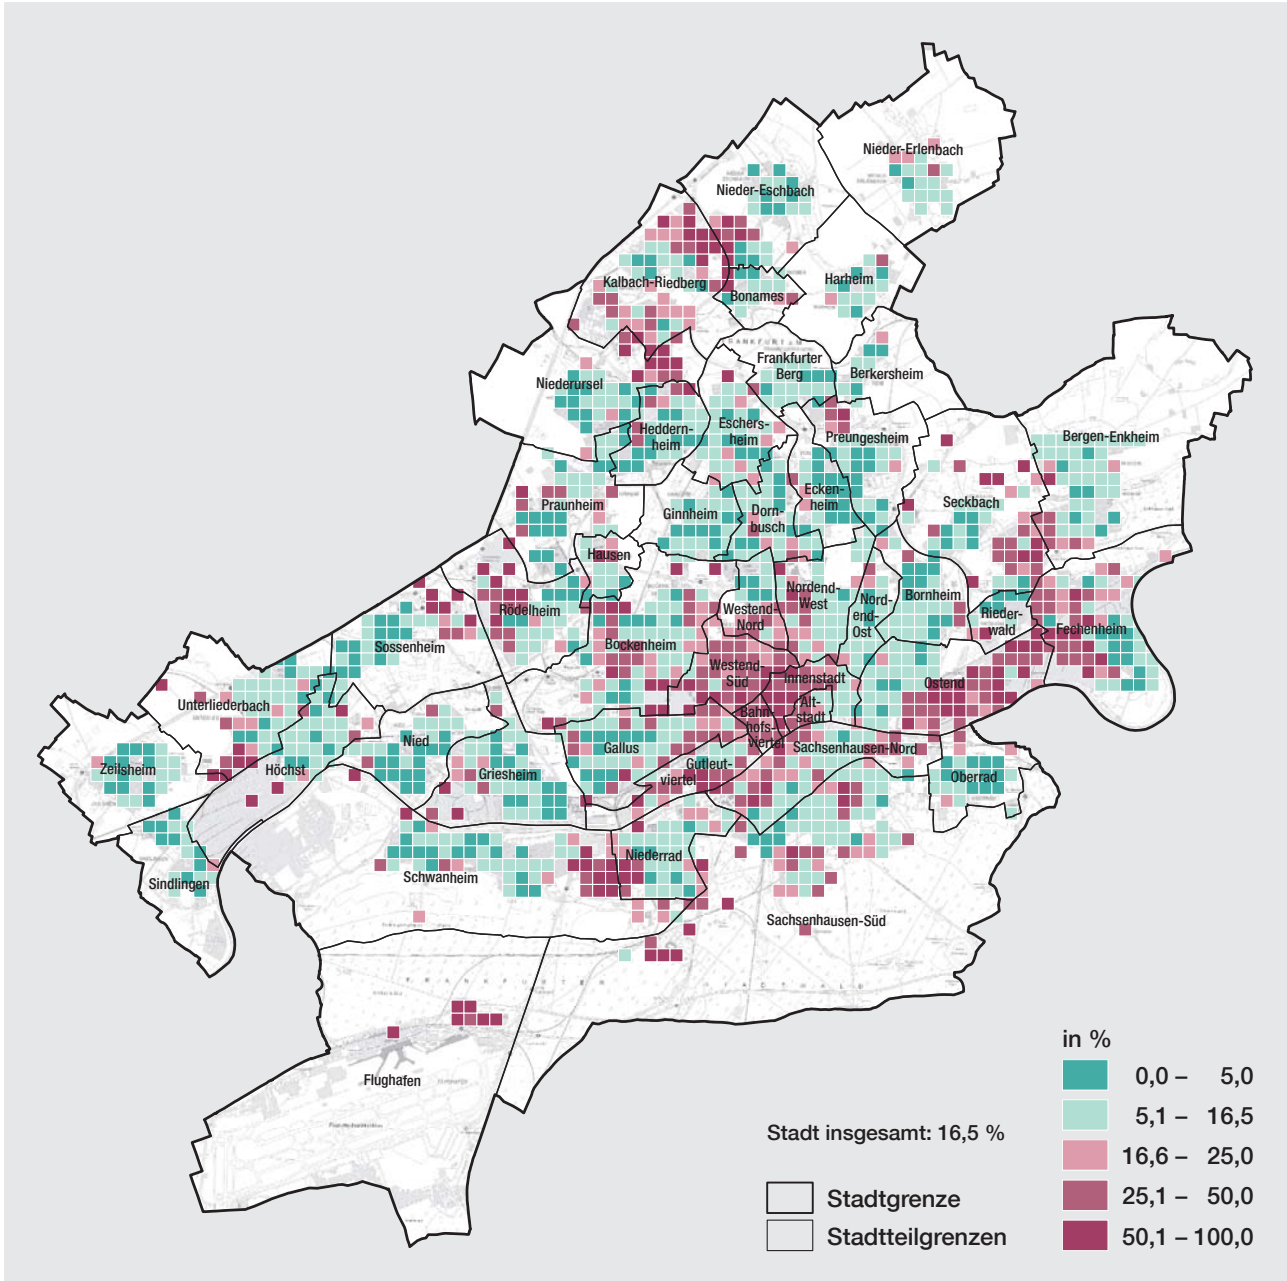 Nieder-Erlenbach
Nieder-Eschbach
Harheim
Kalbach-Riedberg
Bonames
FRANKFURT A.M.
Frankfurter
Berg
Berkersheim
Niederursel
Heddern-
heim
Eschers-
heim
Preungesheim
Bergen-Enkheim
Praunheim
Ginnheim
Dorn-
busch
Ecken-
heim
Seckbach
Hausen
Rödelheim
Westend-
Nord
Nordend-
West
Nord-
end-
Ost
Bornheim
Rieder-
wald
Fechenheim
Sossenheim
Bockenheim
Westend-
Süd
Innenstadt
Ostend
Unterliederbach
Alt-
stadt
Bahn-
hofs-
viertel
Zeilsheim
Höchst
Nied
Griesheim
Gallus
Gutleut-
viertel
Sachsenhausen-Nord
Oberrad
Sindlingen
Schwanheim
Niederrad
Sachsenhausen-Süd
FRANKFURTER STADTWALD
Flughafen
in %
0,0 – 5,0
5,1 – 16,5
16,6 – 25,0
25,1 – 50,0
50,1 – 100,0
Stadt insgesamt: 16,5 %
Stadtgrenze
Stadtteilgrenzen